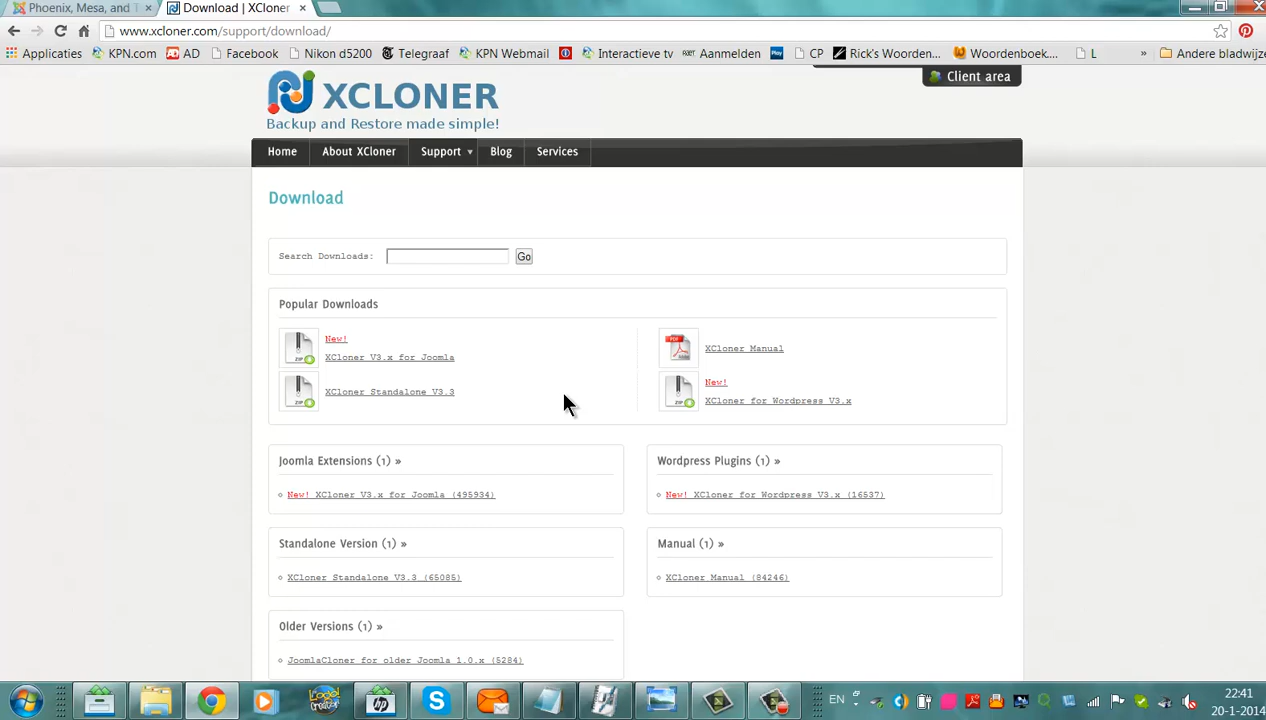 Phoenix, Mesa, and T
Download | XCloner
www.xcloner.com/support/download/
Applicaties
KPN.com
AD
Facebook
Nikon d5200
Telegraaf
KPN Webmail
Interactieve tv
Aanmelden
CP
Rick's Woorden...
Woordenboek....
L
»
Andere bladwijz
Client area
XCLONER
Backup and Restore made simple!
Home
About XCloner
Support
Blog
Services
Download
Search Downloads:
Go
Popular Downloads
New!
XCloner V3.x for Joomla
XCloner Manual
XCloner Standalone V3.3
New!
XCloner for Wordpress V3.x
Joomla Extensions (1) »
Wordpress Plugins (1) »
New! XCloner V3.x for Joomla (495934)
New! XCloner for Wordpress V3.x (16537)
Standalone Version (1) »
Manual (1) »
XCloner Standalone V3.3 (65085)
XCloner Manual (84246)
Older Versions (1) »
JoomlaCloner for older Joomla 1.0.x (5284)
EN
22:41
20-1-2014